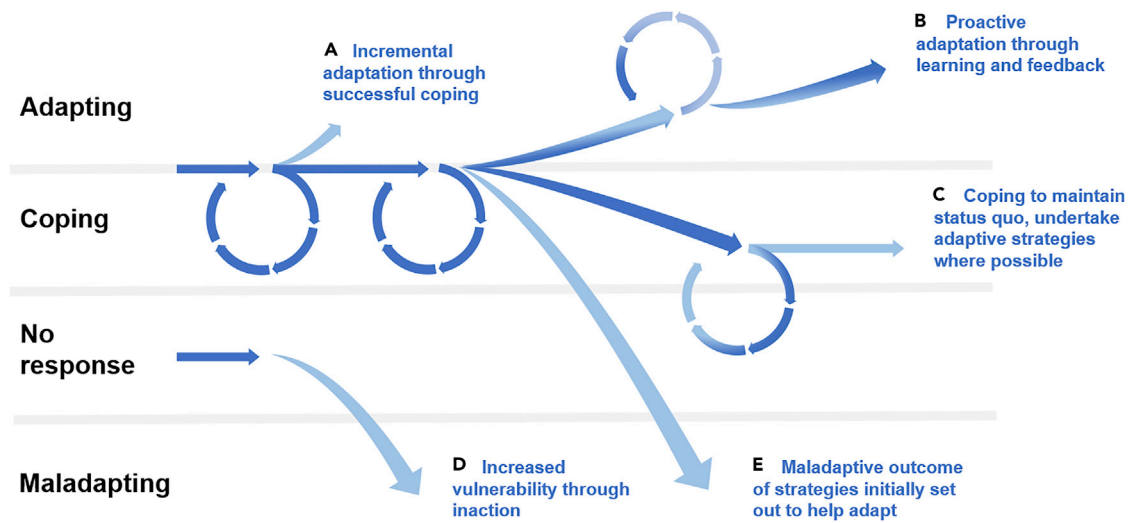 Adapting
A Incremental
adaptation through
successful coping
B Proactive
adaptation through
learning and feedback
Coping
C Coping to maintain
status quo, undertake
adaptive strategies
where possible
No
response
Maladapting
D Increased
vulnerability through
inaction
E Maladaptive outcome
of strategies initially set
out to help adapt